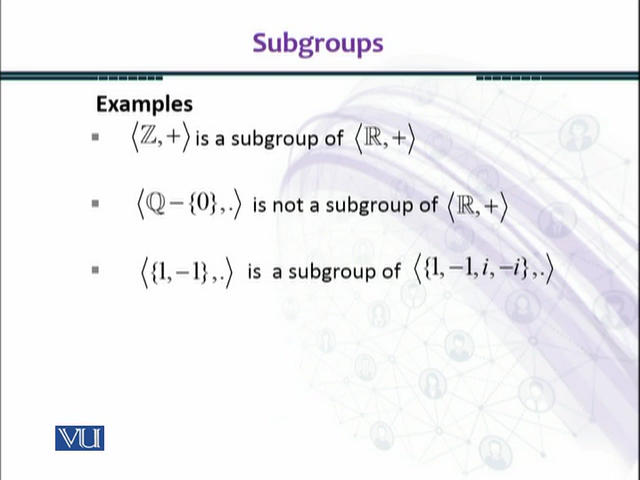 Subgroups
Examples
▪ ⟨ℤ,+⟩ is a subgroup of ⟨ℝ,+⟩
▪ ⟨ℚ−{0},.⟩ is not a subgroup of ⟨ℝ,+⟩
▪ ⟨{1,−1},.⟩ is a subgroup of ⟨{1,−1,i,−i},.⟩
VU